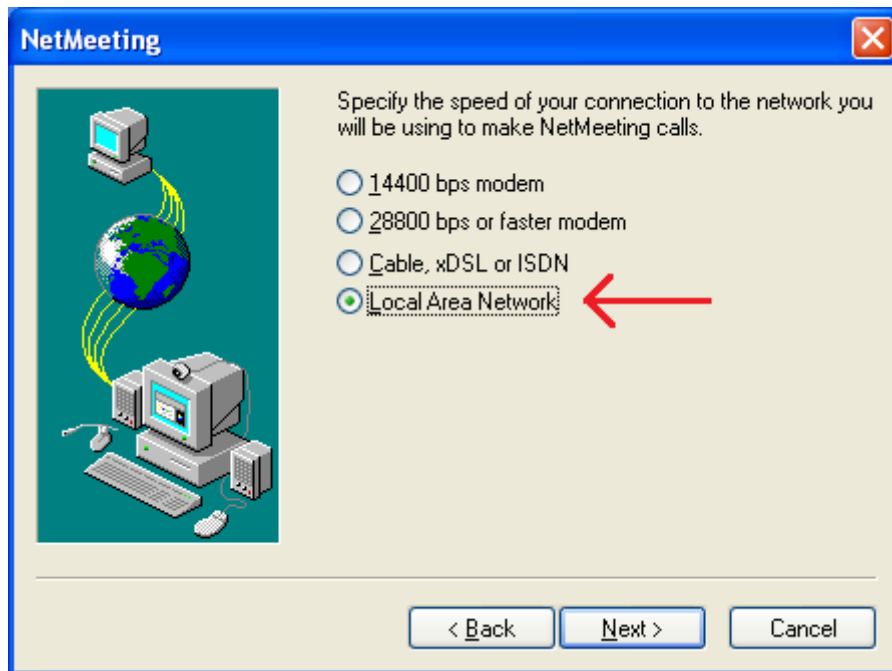 NetMeeting
Specify the speed of your connection to the network you
will be using to make NetMeeting calls.
14400 bps modem
28800 bps or faster modem
Cable, xDSL or ISDN
Local Area Network
< Back
Next >
Cancel